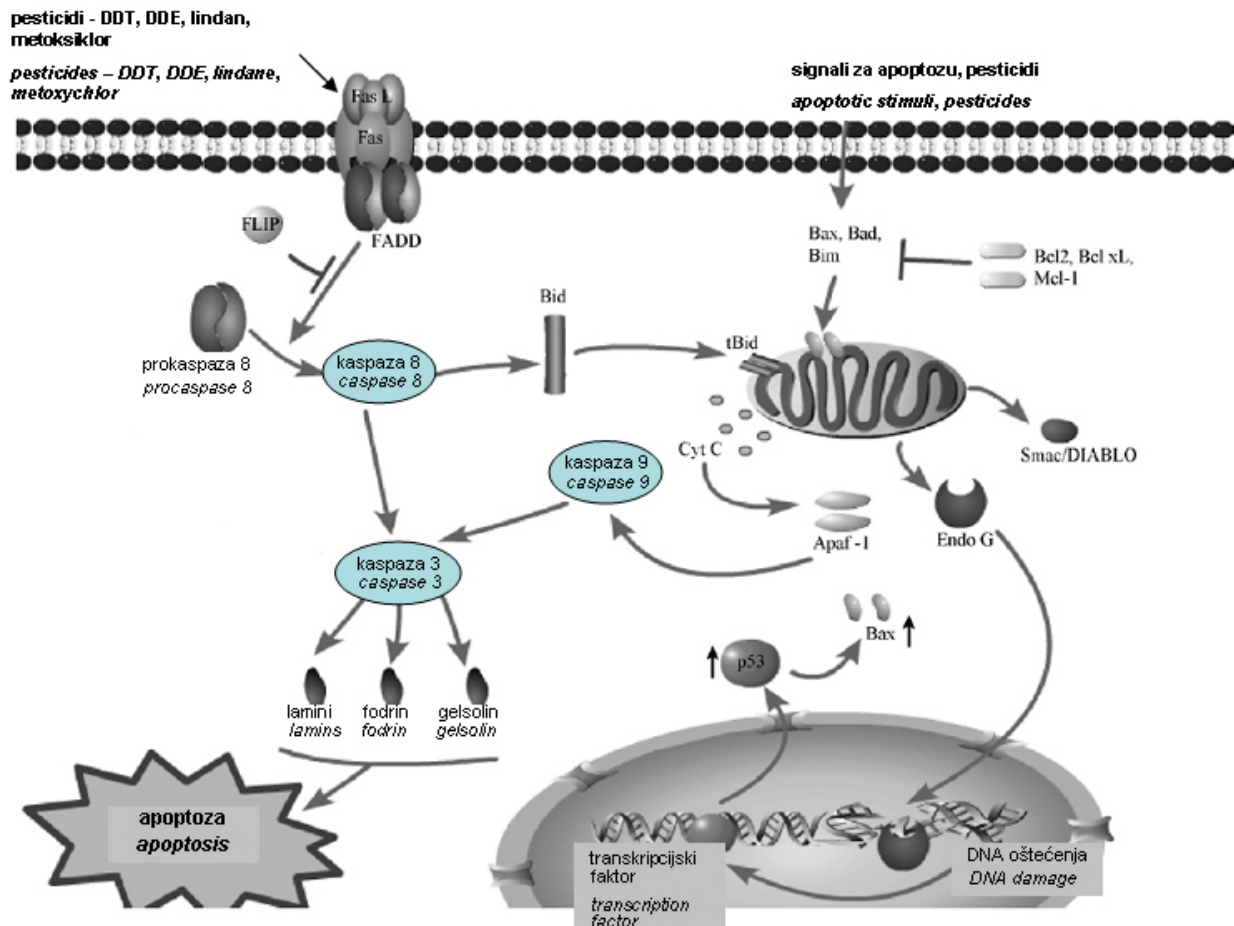 pesticidi - DDT, DDE, lindan,
metoksiklor
pesticides – DDT, DDE, lindane,
metoxychlor
signali za apoptozu, pesticidi
apoptotic stimuli, pesticides
Fas L
Fas
FADD
FLIP
prokaspaza 8
procaspase 8
kaspaza 8
caspase 8
Bid
tBid
Bax, Bad,
Bim
Bcl2, Bcl xL,
Mcl-1
Smac/DIABLO
Cyt C
kaspaza 9
caspase 9
Apaf -1
Endo G
kaspaza 3
caspase 3
Bax
p53
lamini
lamins
fodrin
fodrin
gelsolin
gelsolin
apoptoza
apoptosis
transkripcijski
faktor
transcription
factor
DNA oštećenja
DNA damage